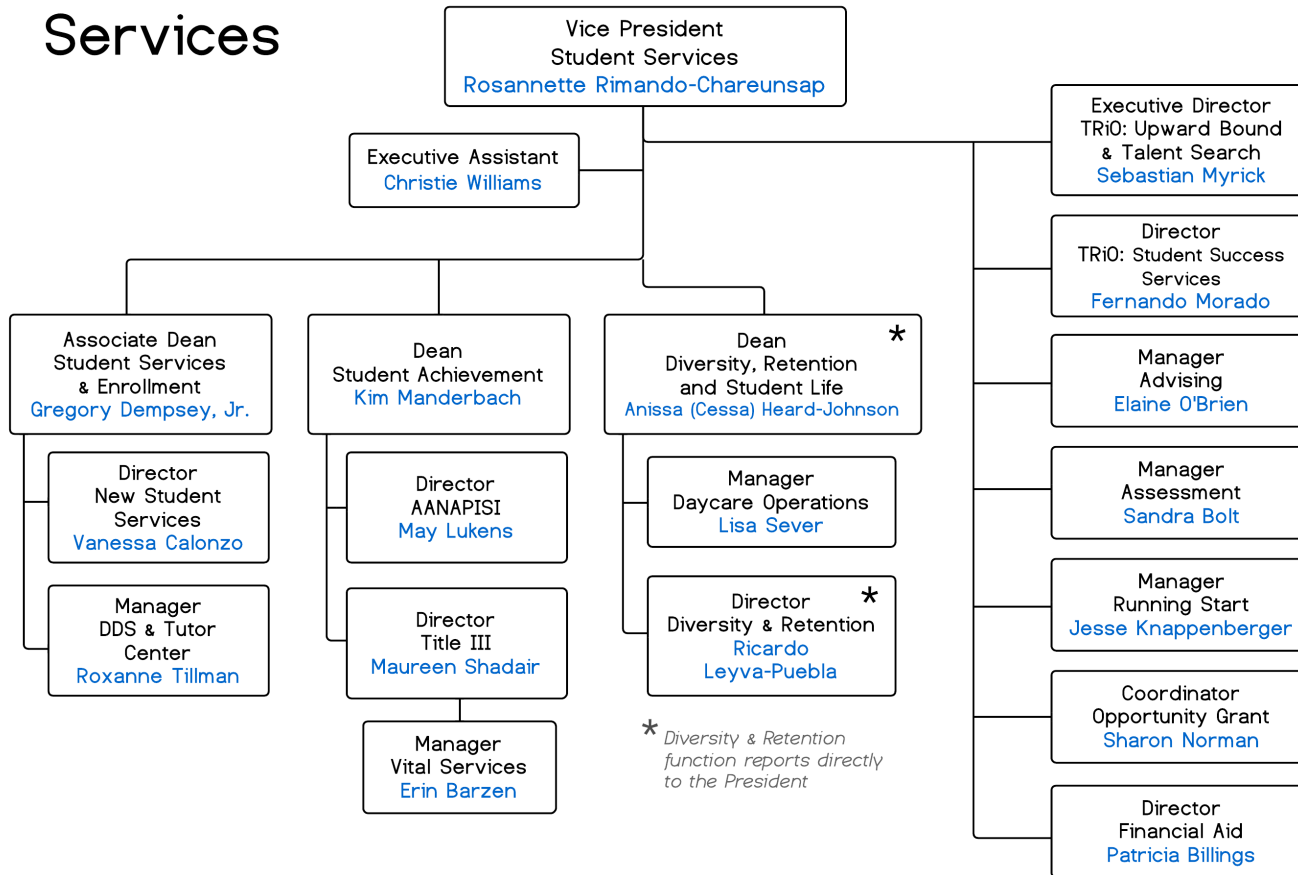 Services
Vice President
Student Services
Rosannette Rimando-Chareunsap
Executive Assistant
Christie Williams
Associate Dean
Student Services
& Enrollment
Gregory Dempsey, Jr.
Director
New Student
Services
Vanessa Calonzo
Manager
DDS & Tutor
Center
Roxanne Tillman
Dean
Student Achievement
Kim Manderbach
Director
AANAPISI
May Lukens
Director
Title III
Maureen Shadair
Manager
Vital Services
Erin Barzen
Dean *
Diversity, Retention
and Student Life
Anissa (Cessa) Heard-Johnson
Manager
Daycare Operations
Lisa Sever
Director *
Diversity & Retention
Ricardo
Leyva-Puebla
* Diversity & Retention
function reports directly
to the President
Executive Director
TRiO: Upward Bound
& Talent Search
Sebastian Myrick
Director
TRiO: Student Success
Services
Fernando Morado
Manager
Advising
Elaine O'Brien
Manager
Assessment
Sandra Bolt
Manager
Running Start
Jesse Knappenberger
Coordinator
Opportunity Grant
Sharon Norman
Director
Financial Aid
Patricia Billings